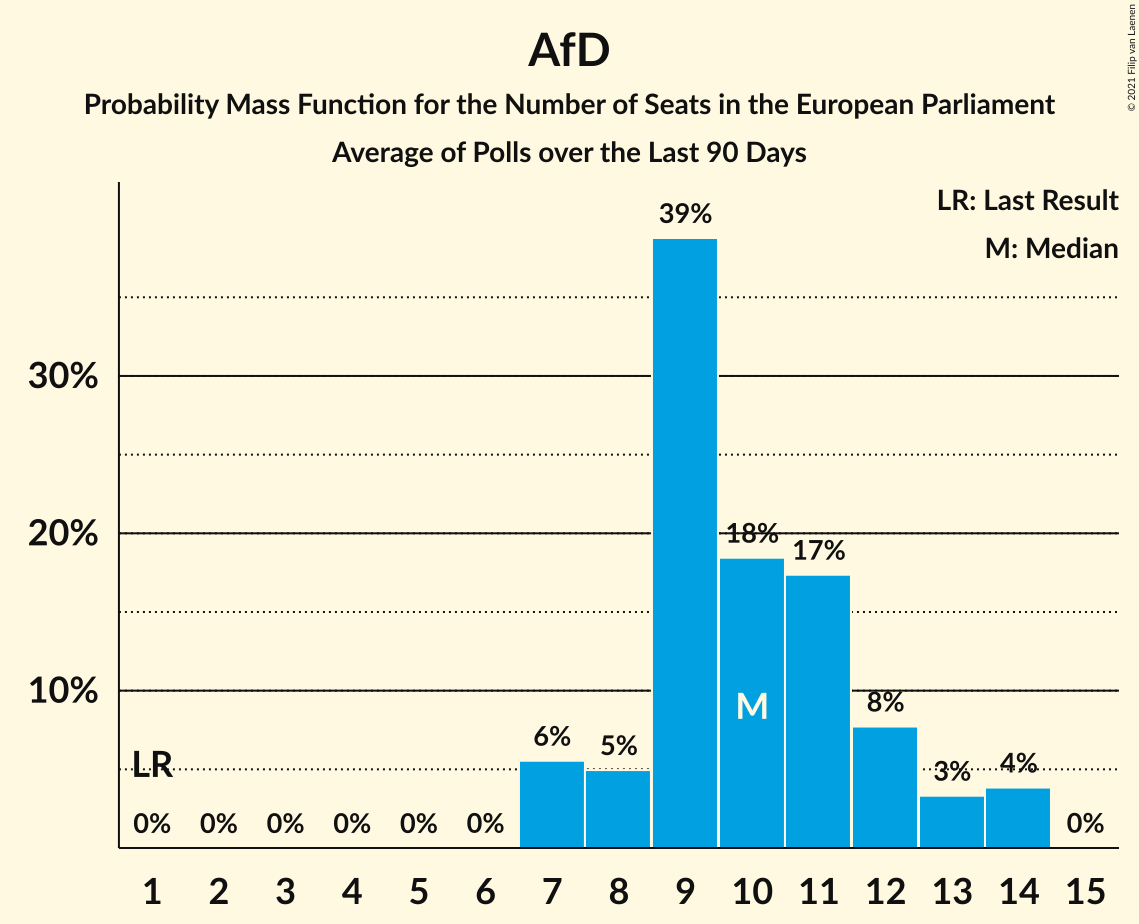 AfD
Probability Mass Function for the Number of Seats in the European Parliament
Average of Polls over the Last 90 Days
© 2021 Filip van Laenen
LR: Last Result
M: Median
39%
30%
20%
18%
17%
10%
M
8%
6%
5%
LR
3%
4%
0% 0% 0% 0% 0% 0% 0%
1 2 3 4 5 6 7 8 9 10 11 12 13 14 15